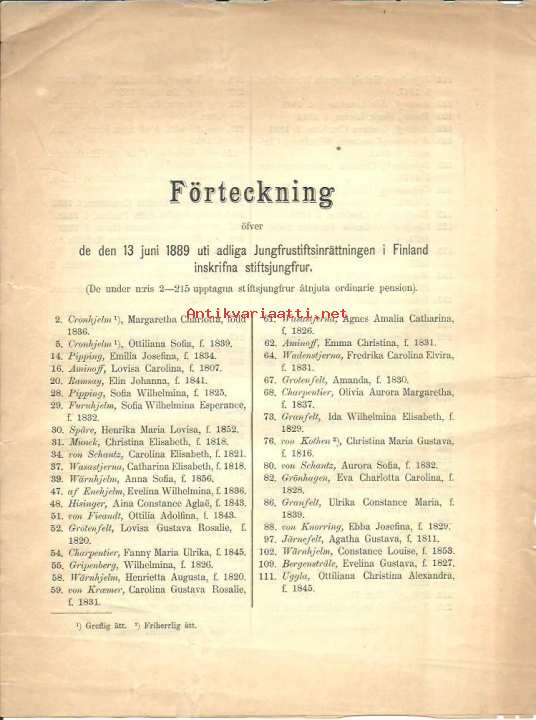 Antikvariaatti.net
Förteckning
öfver
de den 13 juni 1889 uti adliga Jungfrustiftsinrättningen i Finland
inskrifna stiftsjungfrur.
(De under n:ris 2—215 upptagna stiftsjungfrur åtnjuta ordinarie pension).
2. Cronhjelm ¹), Margaretha Charlotta, född
1836.
5. Cronhjelm ¹), Ottiliana Sofia, f. 1839.
14. Pipping, Emilia Josefina, f. 1834.
16. Aminoff, Lovisa Carolina, f. 1807.
20. Ramsay, Elin Johanna, f. 1841.
28. Pipping, Sofia Wilhelmina, f. 1825.
29. Furuhjelm, Sofia Wilhelmina Esperance,
f. 1832.
30. Spåre, Henrika Maria Lovisa, f. 1852.
31. Munck, Christina Elisabeth, f. 1818.
34. von Schantz, Carolina Elisabeth, f. 1821.
37. Wasastjerna, Catharina Elisabeth, f. 1818.
39. Wärnhjelm, Anna Sofia, f. 1856.
47. af Enehjelm, Evelina Wilhelmina, f. 1836.
48. Hisinger, Aina Constance Aglaë, f. 1843.
51. von Fieandt, Ottilia Adolfina, f. 1843.
52. Grotenfelt, Lovisa Gustava Rosalie, f.
1820.
54. Charpentier, Fanny Maria Ulrika, f. 1845.
55. Gripenberg, Wilhelmina, f. 1826.
58. Wärnhjelm, Henrietta Augusta, f. 1820.
59. von Kræmer, Carolina Gustava Rosalie,
f. 1831.
61. Wasastjerna, Agnes Amalia Catharina,
f. 1826.
62. Aminoff, Emma Christina, f. 1831.
64. Wadenstjerna, Fredrika Carolina Elvira,
f. 1831.
67. Grotenfelt, Amanda, f. 1830.
68. Charpentier, Olivia Aurora Margaretha,
f. 1837.
73. Granfelt, Ida Wilhelmina Elisabeth, f.
1829.
76. von Kothen ²), Christina Maria Gustava,
f. 1816.
80. von Schantz, Aurora Sofia, f. 1832.
82. Grönhagen, Eva Charlotta Carolina, f.
1828.
86. Granfelt, Ulrika Constance Maria, f.
1839.
88. von Knorring, Ebba Josefina, f. 1829.
97. Järnefelt, Agatha Gustava, f. 1811.
102. Wärnhjelm, Constance Louise, f. 1853.
109. Bergenstråle, Evelina Gustava, f. 1827.
111. Uggla, Ottiliana Christina Alexandra,
f. 1845.
¹) Greflig ätt. ²) Friherrlig ätt.